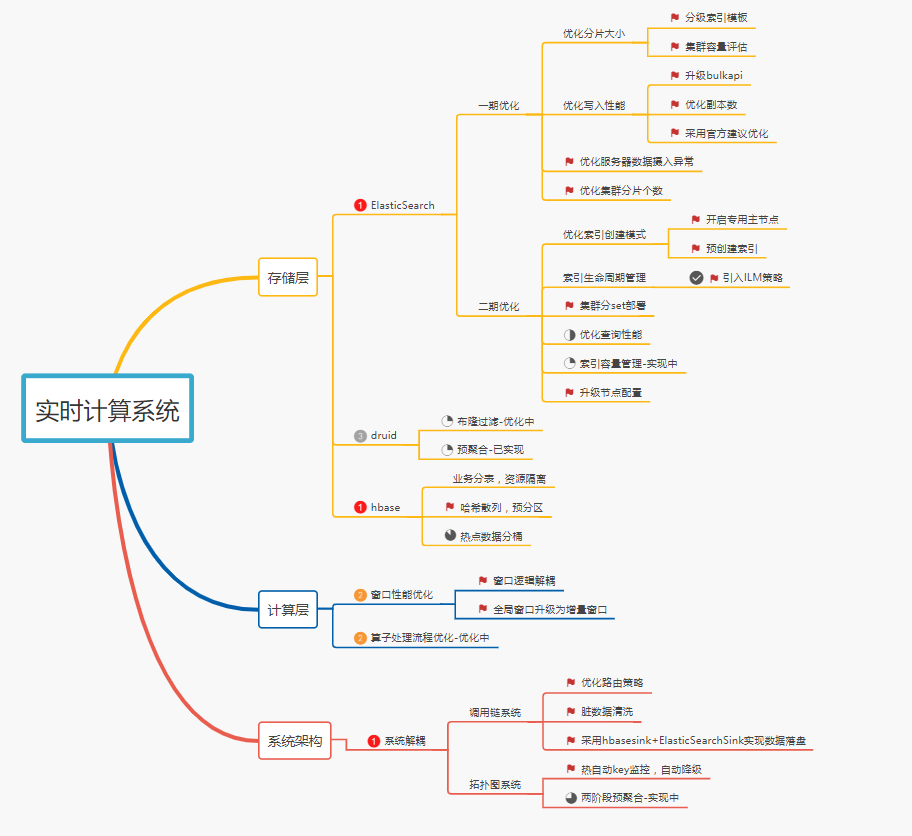 实时计算系统
存储层
1 ElasticSearch
一期优化
优化分片大小
分级索引模板
集群容量评估
优化写入性能
升级bulkapi
优化副本数
采用官方建议优化
优化服务器数据摄入异常
优化集群分片个数
二期优化
优化索引创建模式
开启专用主节点
预创建索引
索引生命周期管理
引入ILM策略
集群分set部署
优化查询性能
索引容量管理-实现中
升级节点配置
3 druid
布隆过滤-优化中
预聚合-已实现
1 hbase
业务分表，资源隔离
哈希散列，预分区
热点数据分桶
计算层
2 窗口性能优化
窗口逻辑解耦
全局窗口升级为增量窗口
2 算子处理流程优化-优化中
系统架构
1 系统解耦
调用链系统
优化路由策略
脏数据清洗
采用hbasesink+ElasticSearchSink实现数据落盘
拓扑图系统
热自动key监控，自动降级
两阶段预聚合-实现中